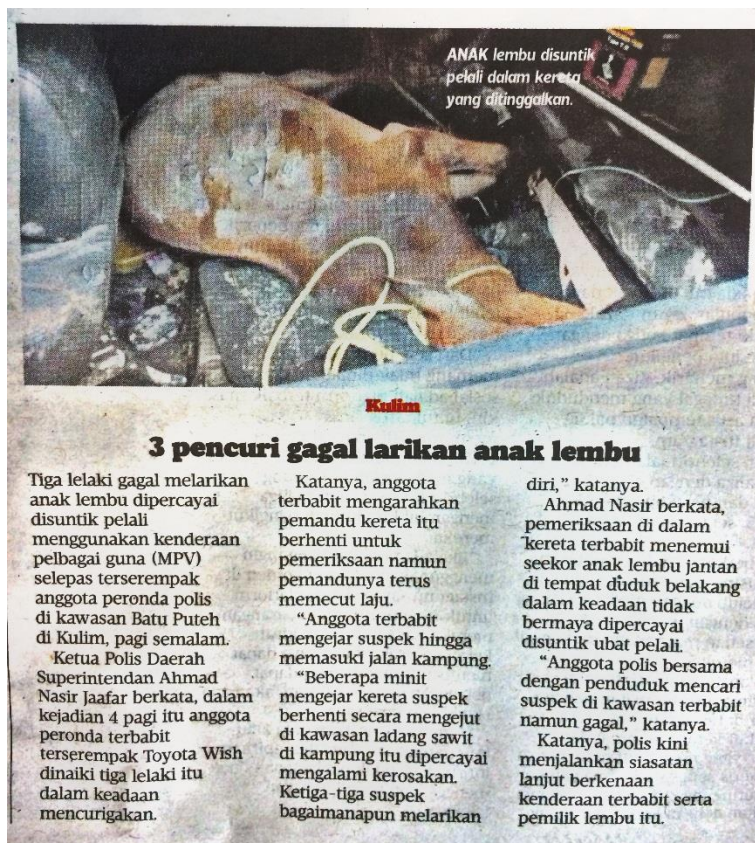 ANAK lembu disuntik
pelali dalam kereta
yang ditinggalkan.
Kulim
3 pencuri gagal larikan anak lembu
Tiga lelaki gagal melarikan
anak lembu dipercayai
disuntik pelali
menggunakan kenderaan
pelbagai guna (MPV)
selepas terserempak
anggota peronda polis
di kawasan Batu Puteh
di Kulim, pagi semalam.
Ketua Polis Daerah
Superintendan Ahmad
Nasir Jaafar berkata, dalam
kejadian 4 pagi itu anggota
peronda terbabit
terserempak Toyota Wish
dinaiki tiga lelaki itu
dalam keadaan
mencurigakan.
Katanya, anggota
terbabit mengarahkan
pemandu kereta itu
berhenti untuk
pemeriksaan namun
pemandunya terus
memecut laju.
"Anggota terbabit
mengejar suspek hingga
memasuki jalan kampung.
"Beberapa minit
mengejar kereta suspek
berhenti secara mengejut
di kawasan ladang sawit
di kampung itu dipercayai
mengalami kerosakan.
Ketiga-tiga suspek
bagaimanapun melarikan
diri," katanya.
Ahmad Nasir berkata,
pemeriksaan di dalam
kereta terbabit menemui
seekor anak lembu jantan
di tempat duduk belakang
dalam keadaan tidak
bermaya dipercayai
disuntik ubat pelali.
"Anggota polis bersama
dengan penduduk mencari
suspek di kawasan terbabit
namun gagal," katanya.
Katanya, polis kini
menjalankan siasatan
lanjut berkenaan
kenderaan terbabit serta
pemilik lembu itu.